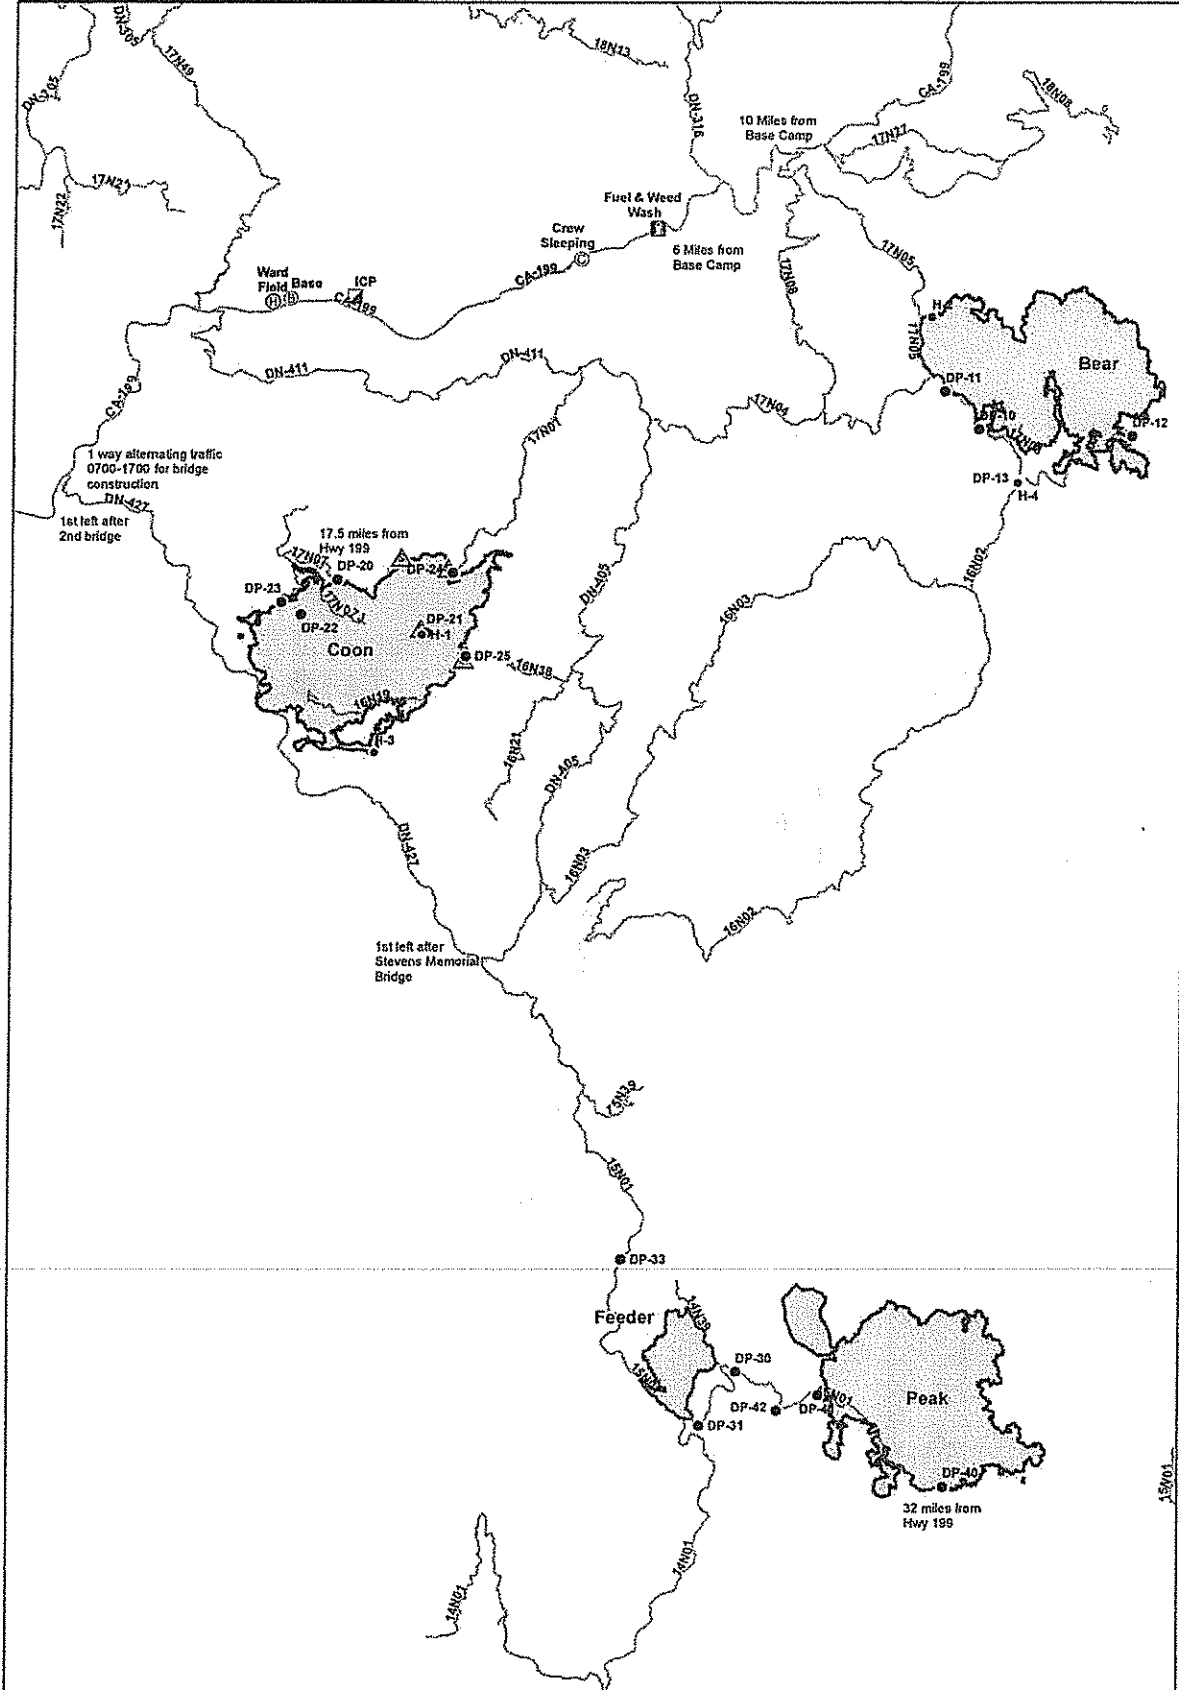 DN-305
17N49
DN-305
18N13
DN-316
CA-199
18N08
10 Miles from
Base Camp
17N27
17N21
17N22
Fuel & Weed
Wash
Crew
Sleeping
C
6 Miles from
Base Camp
CA-199
17N05
17N08
Ward
Field
Base
ICP
H
B
CA-199
17N05
Bear
DN-411
DN-411
DP-11
CA-199
17N04
17N01
DP-10
DP-12
1 way alternating traffic
0700-1700 for bridge
construction
DN-427
DP-13
H-4
1st left after
2nd bridge
17.5 miles from
Hwy 199
17N07
DP-20
DP-24
16N02
DN-405
DP-23
DP-22
DP-21
H-1
16N03
Coon
DP-25
16N38
16N19
H-3
16N21
DN-405
DN-427
16N03
16N02
1st left after
Stevens Memorial
Bridge
15N39
15N01
DP-33
Feeder
14N39
DP-30
15N01
Peak
DP-42
DP-31
DP-40
32 miles from
Hwy 199
15N01
14N01
14N01